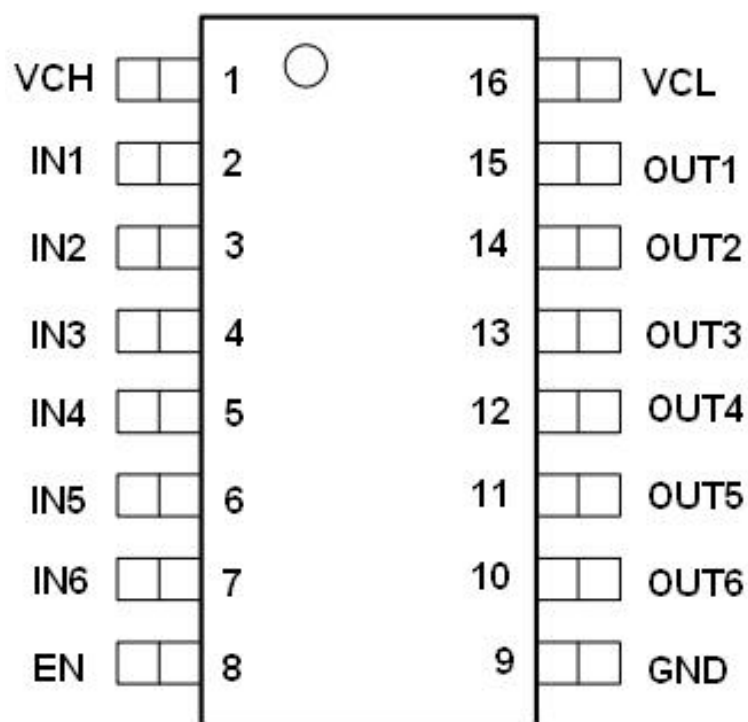 VCH 1 16 VCL
IN1 2 15 OUT1
IN2 3 14 OUT2
IN3 4 13 OUT3
IN4 5 12 OUT4
IN5 6 11 OUT5
IN6 7 10 OUT6
EN 8 9 GND